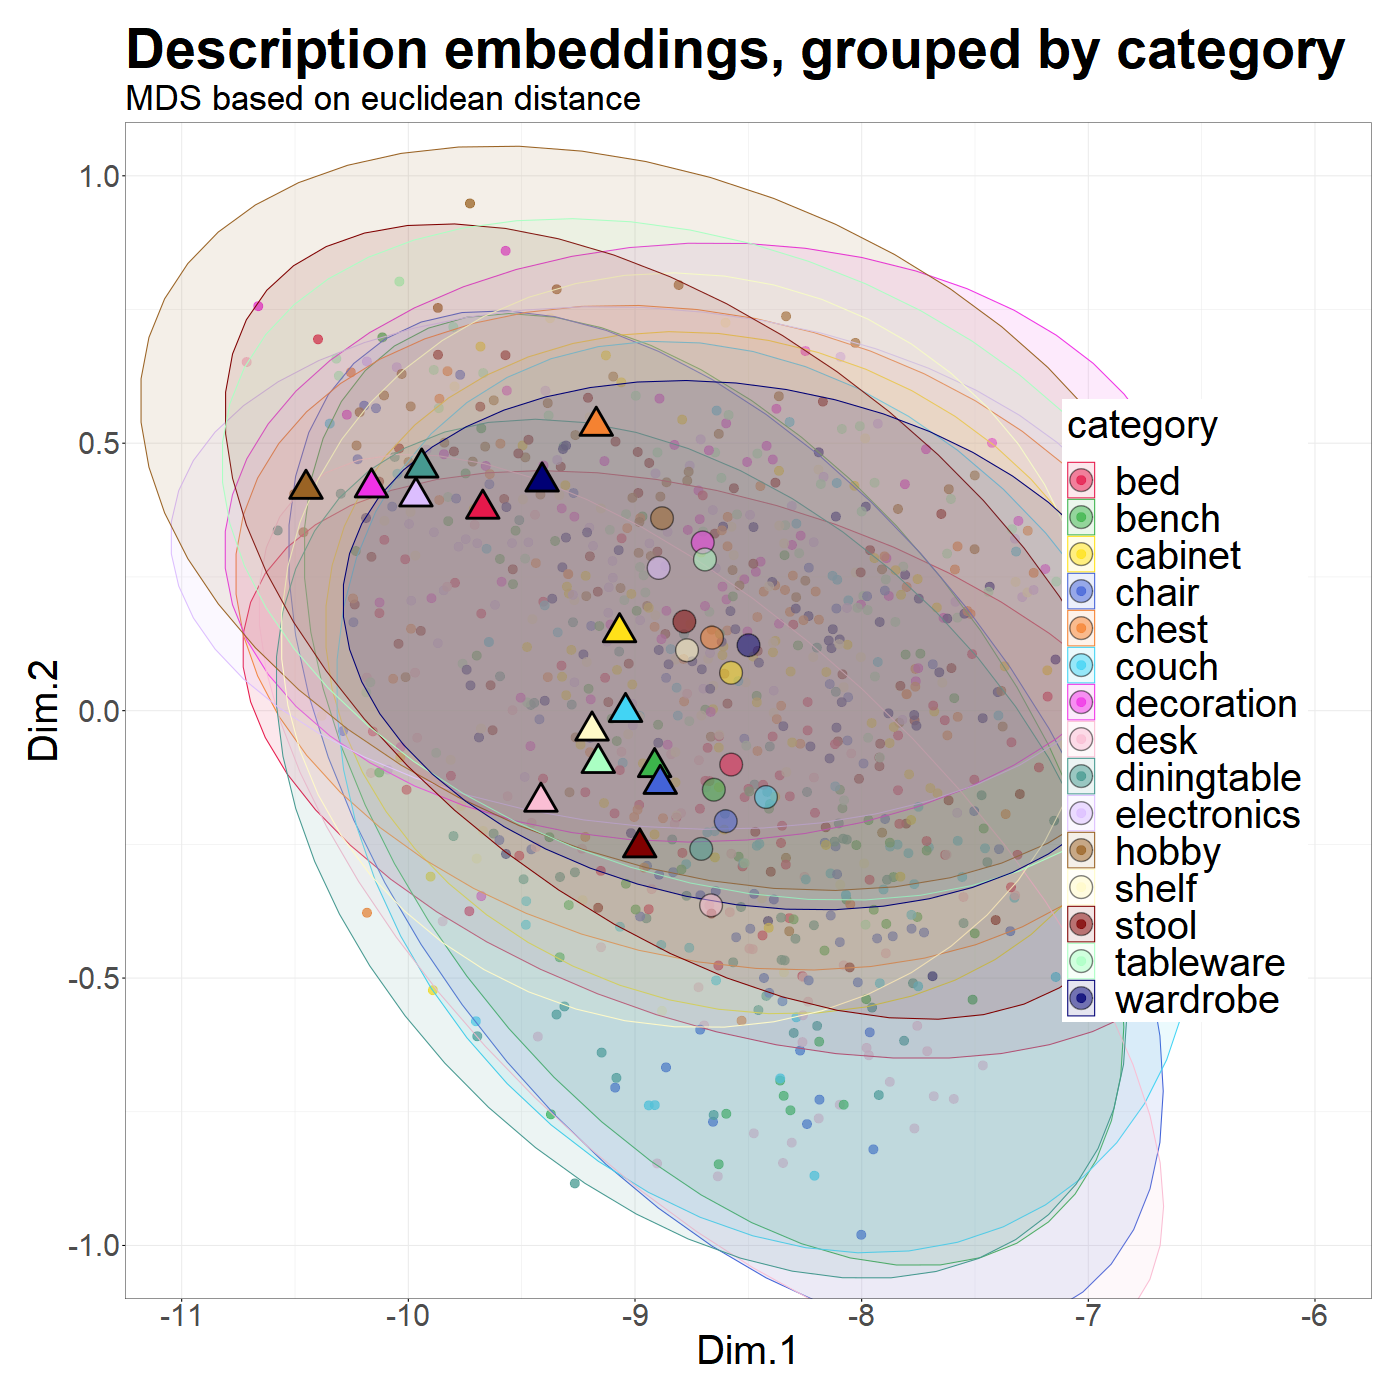 Description embeddings, grouped by category
MDS based on euclidean distance
1.0
0.5
0.0
-0.5
-1.0
Dim.2
-11
-10
-9
-8
-7
-6
Dim.1
category
bed
bench
cabinet
chair
chest
couch
decoration
desk
diningtable
electronics
hobby
shelf
stool
tableware
wardrobe